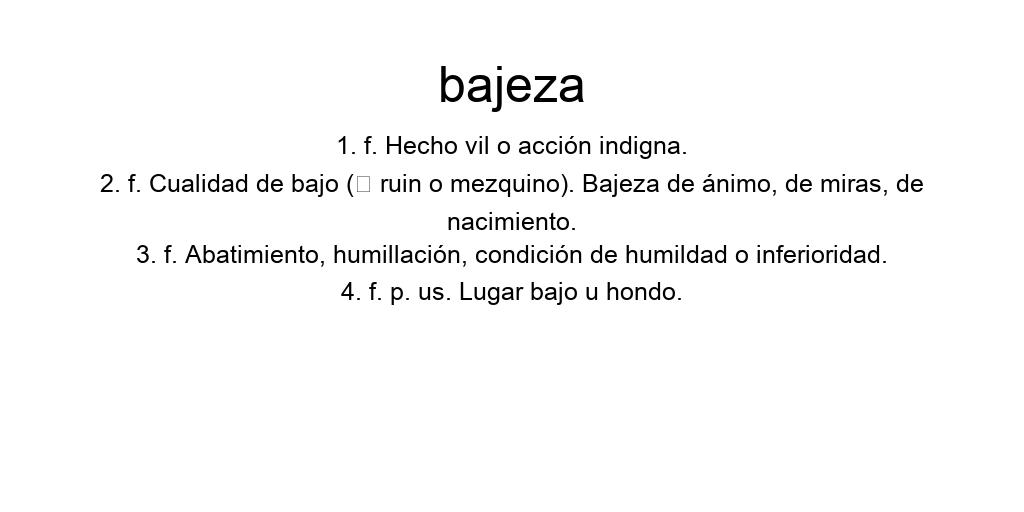 bajeza
1. f. Hecho vil o acción indigna.
2. f. Cualidad de bajo (□ ruin o mezquino). Bajeza de ánimo, de miras, de
nacimiento.
3. f. Abatimiento, humillación, condición de humildad o inferioridad.
4. f. p. us. Lugar bajo u hondo.